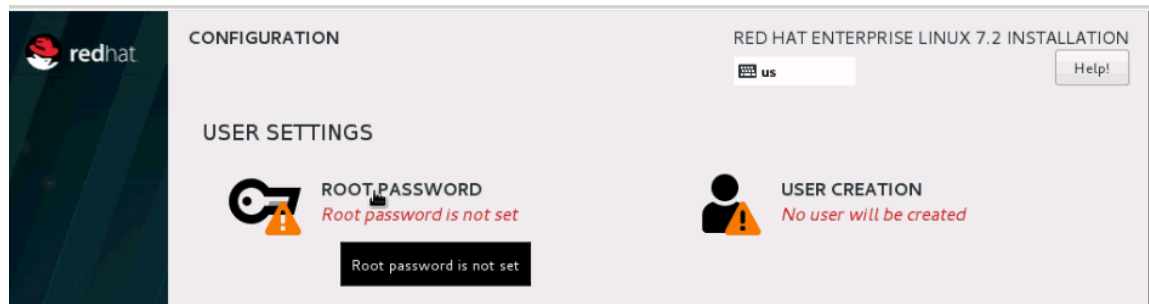 redhat
CONFIGURATION
RED HAT ENTERPRISE LINUX 7.2 INSTALLATION
us
Help!
USER SETTINGS
ROOT PASSWORD
Root password is not set
USER CREATION
No user will be created
Root password is not set